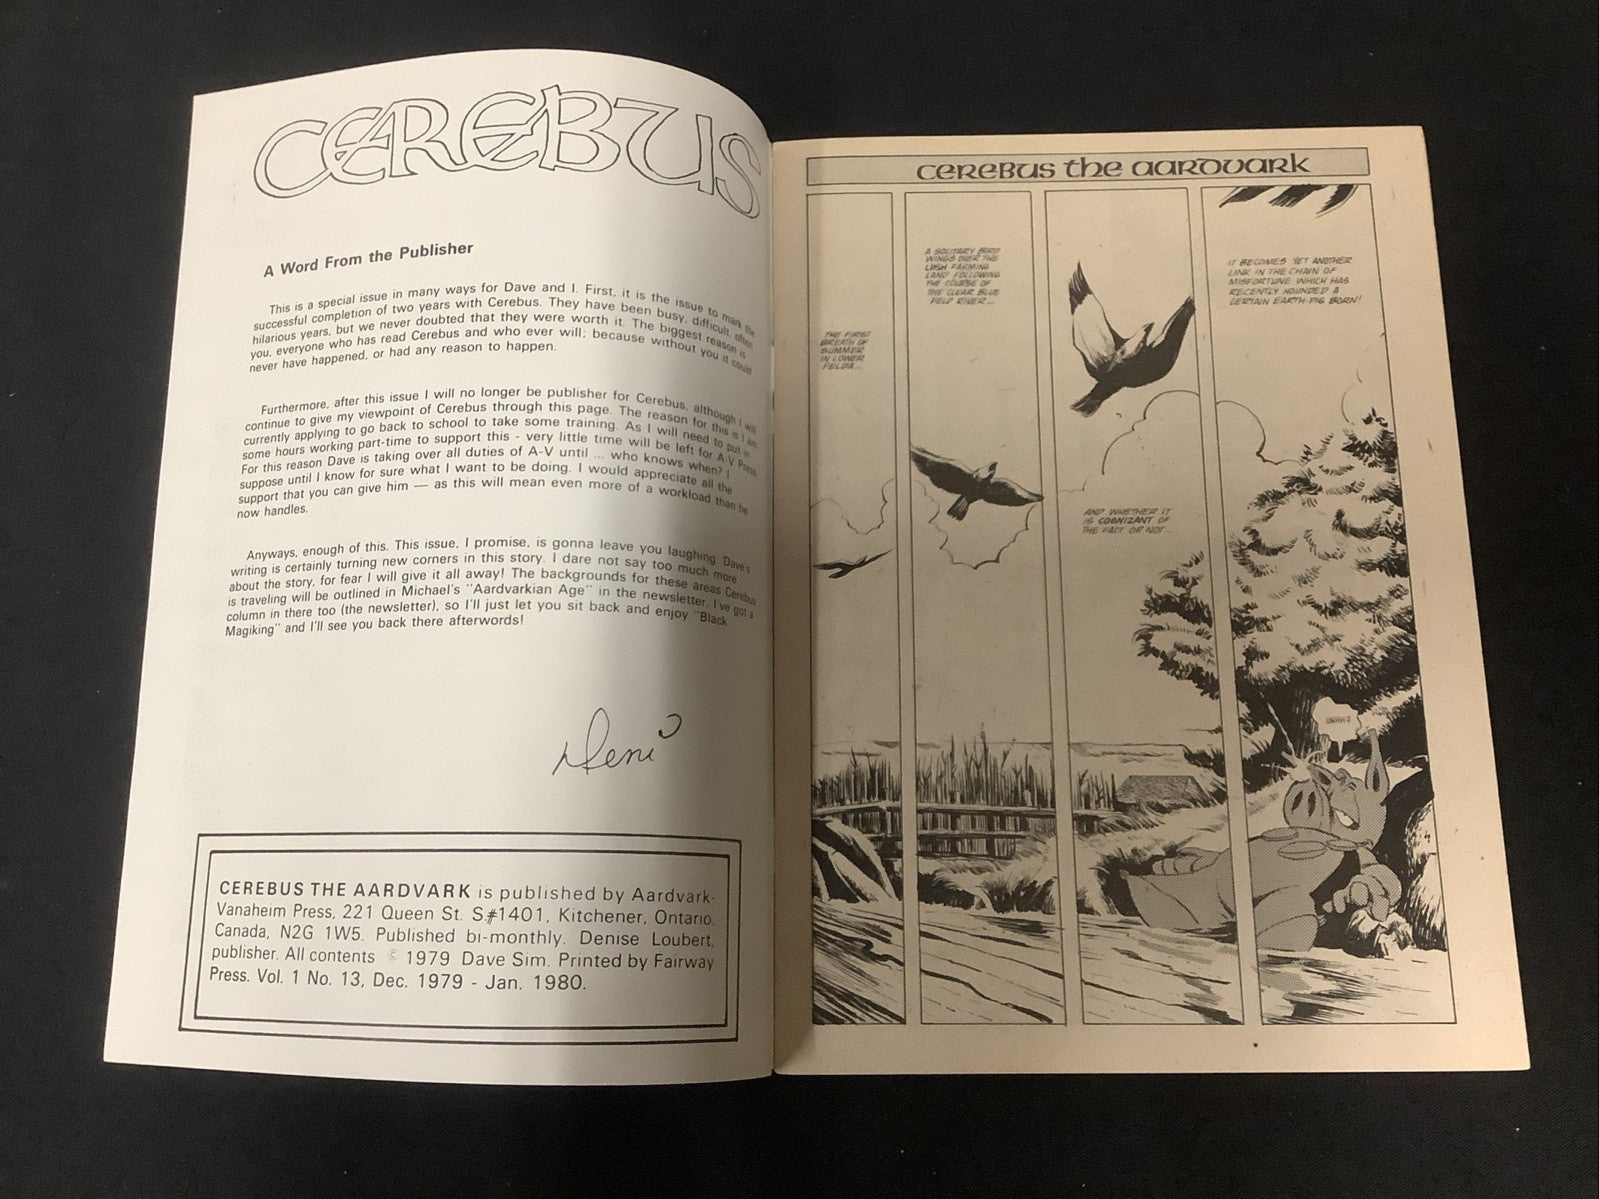 CEREBUS
A Word From the Publisher
This is a special issue in many ways for Dave and I. First, it is the issue to mark the
successful completion of two years with Cerebus. They have been busy, difficult, often
hilarious years, but we never doubted that they were worth it. The biggest reason is
you, everyone who has read Cerebus and who ever will; because without you it could
never have happened, or had any reason to happen.
Furthermore, after this issue I will no longer be publisher for Cerebus, although I will
continue to give my viewpoint of Cerebus through this page. The reason for this is I am
currently applying to go back to school to take some training. As I will need to put in
some hours working part-time to support this - very little time will be left for A-V Press
For this reason Dave is taking over all duties of A-V until ... who knows when? I
suppose until I know for sure what I want to be doing. I would appreciate all the
support that you can give him — as this will mean even more of a workload than he
now handles.
Anyways, enough of this. This issue, I promise, is gonna leave you laughing. Dave's
writing is certainly turning new corners in this story. I dare not say too much more
about the story, for fear I will give it all away! The backgrounds for these areas Cerebus
is traveling will be outlined in Michael's "Aardvarkian Age" in the newsletter. I've got a
column in there too (the newsletter), so I'll just let you sit back and enjoy "Black
Magiking" and I'll see you back there afterwords!
Deni
CEREBUS THE AARDVARK is published by Aardvark-
Vanaheim Press, 221 Queen St. S.#1401, Kitchener, Ontario,
Canada, N2G 1W5. Published bi-monthly. Denise Loubert,
publisher. All contents © 1979 Dave Sim. Printed by Fairway
Press. Vol. 1 No. 13, Dec. 1979 - Jan. 1980.
CEREBUS THE AARDVARK
THE FIRST
BREATH OF
SUMMER
IN LOWER
FELDA...
A SOLITARY BIRD
WINGS OVER THE
LUSH FARMING
LAND FOLLOWING
THE COURSE OF
THE CLEAR BLUE
FELD RIVER...
AND WHETHER IT
IS COGNIZANT OF
THE FACT OR NOT...
IT BECOMES YET ANOTHER
LINK IN THE CHAIN OF
MISFORTUNE WHICH HAS
RECENTLY HOUNDED A
CERTAIN EARTH-PIG BORN!
UNHH?